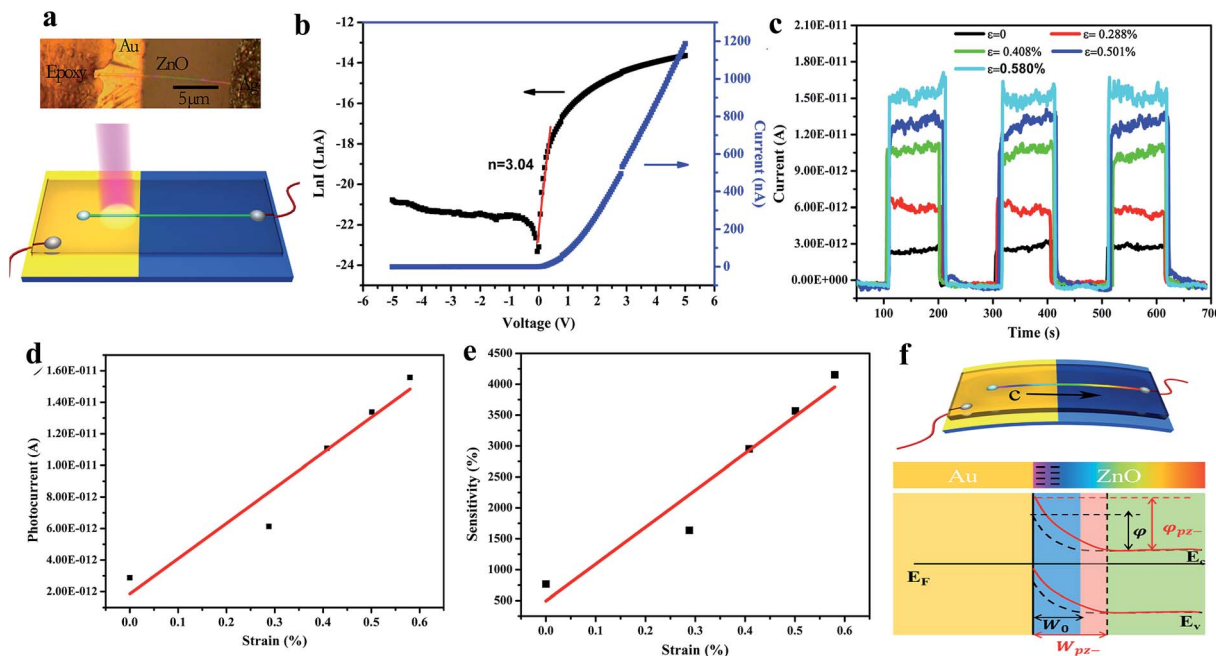 a
Au
ZnO
Epoxy
5μm
b
-12
-14
-16
-18
-20
-22
-24
LnI (LnA)
n=3.04
1200
1000
800
600
400
200
0
Current (nA)
-6 -5 -4 -3 -2 -1 0 1 2 3 4 5 6
Voltage (V)
c
ε=0 ε= 0.288%
ε= 0.408% ε=0.501%
ε=0.580%
2.10E-011
1.80E-011
1.50E-011
1.20E-011
9.00E-012
6.00E-012
3.00E-012
0.00E+000
Current (A)
100 200 300 400 500 600 700
Time (s)
d
1.60E-011
1.40E-011
1.20E-011
1.00E-011
8.00E-012
6.00E-012
4.00E-012
2.00E-012
Photocurrent (A)
0.0 0.1 0.2 0.3 0.4 0.5 0.6
Strain (%)
e
4500
4000
3500
3000
2500
2000
1500
1000
500
Sensitivity (%)
0.0 0.1 0.2 0.3 0.4 0.5 0.6
Strain (%)
f
C
Au ZnO
φ φpz-
Ec
EF
W0 Ev
Wpz-